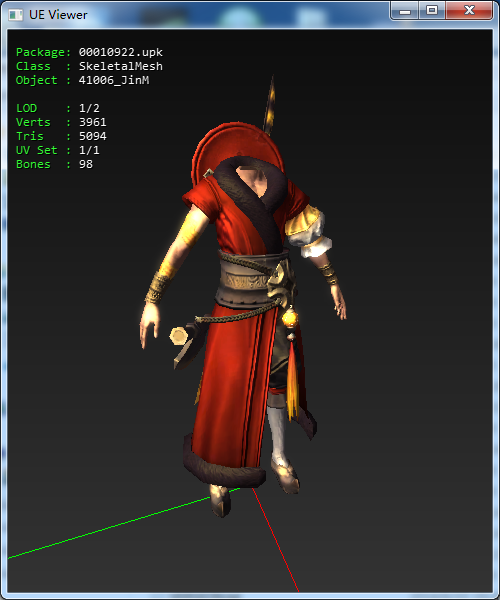 UE Viewer
Package: 00010922.upk
Class : SkeletalMesh
Object : 41006_JinM
LOD : 1/2
Verts : 3961
Tris : 5094
UV Set : 1/1
Bones : 98